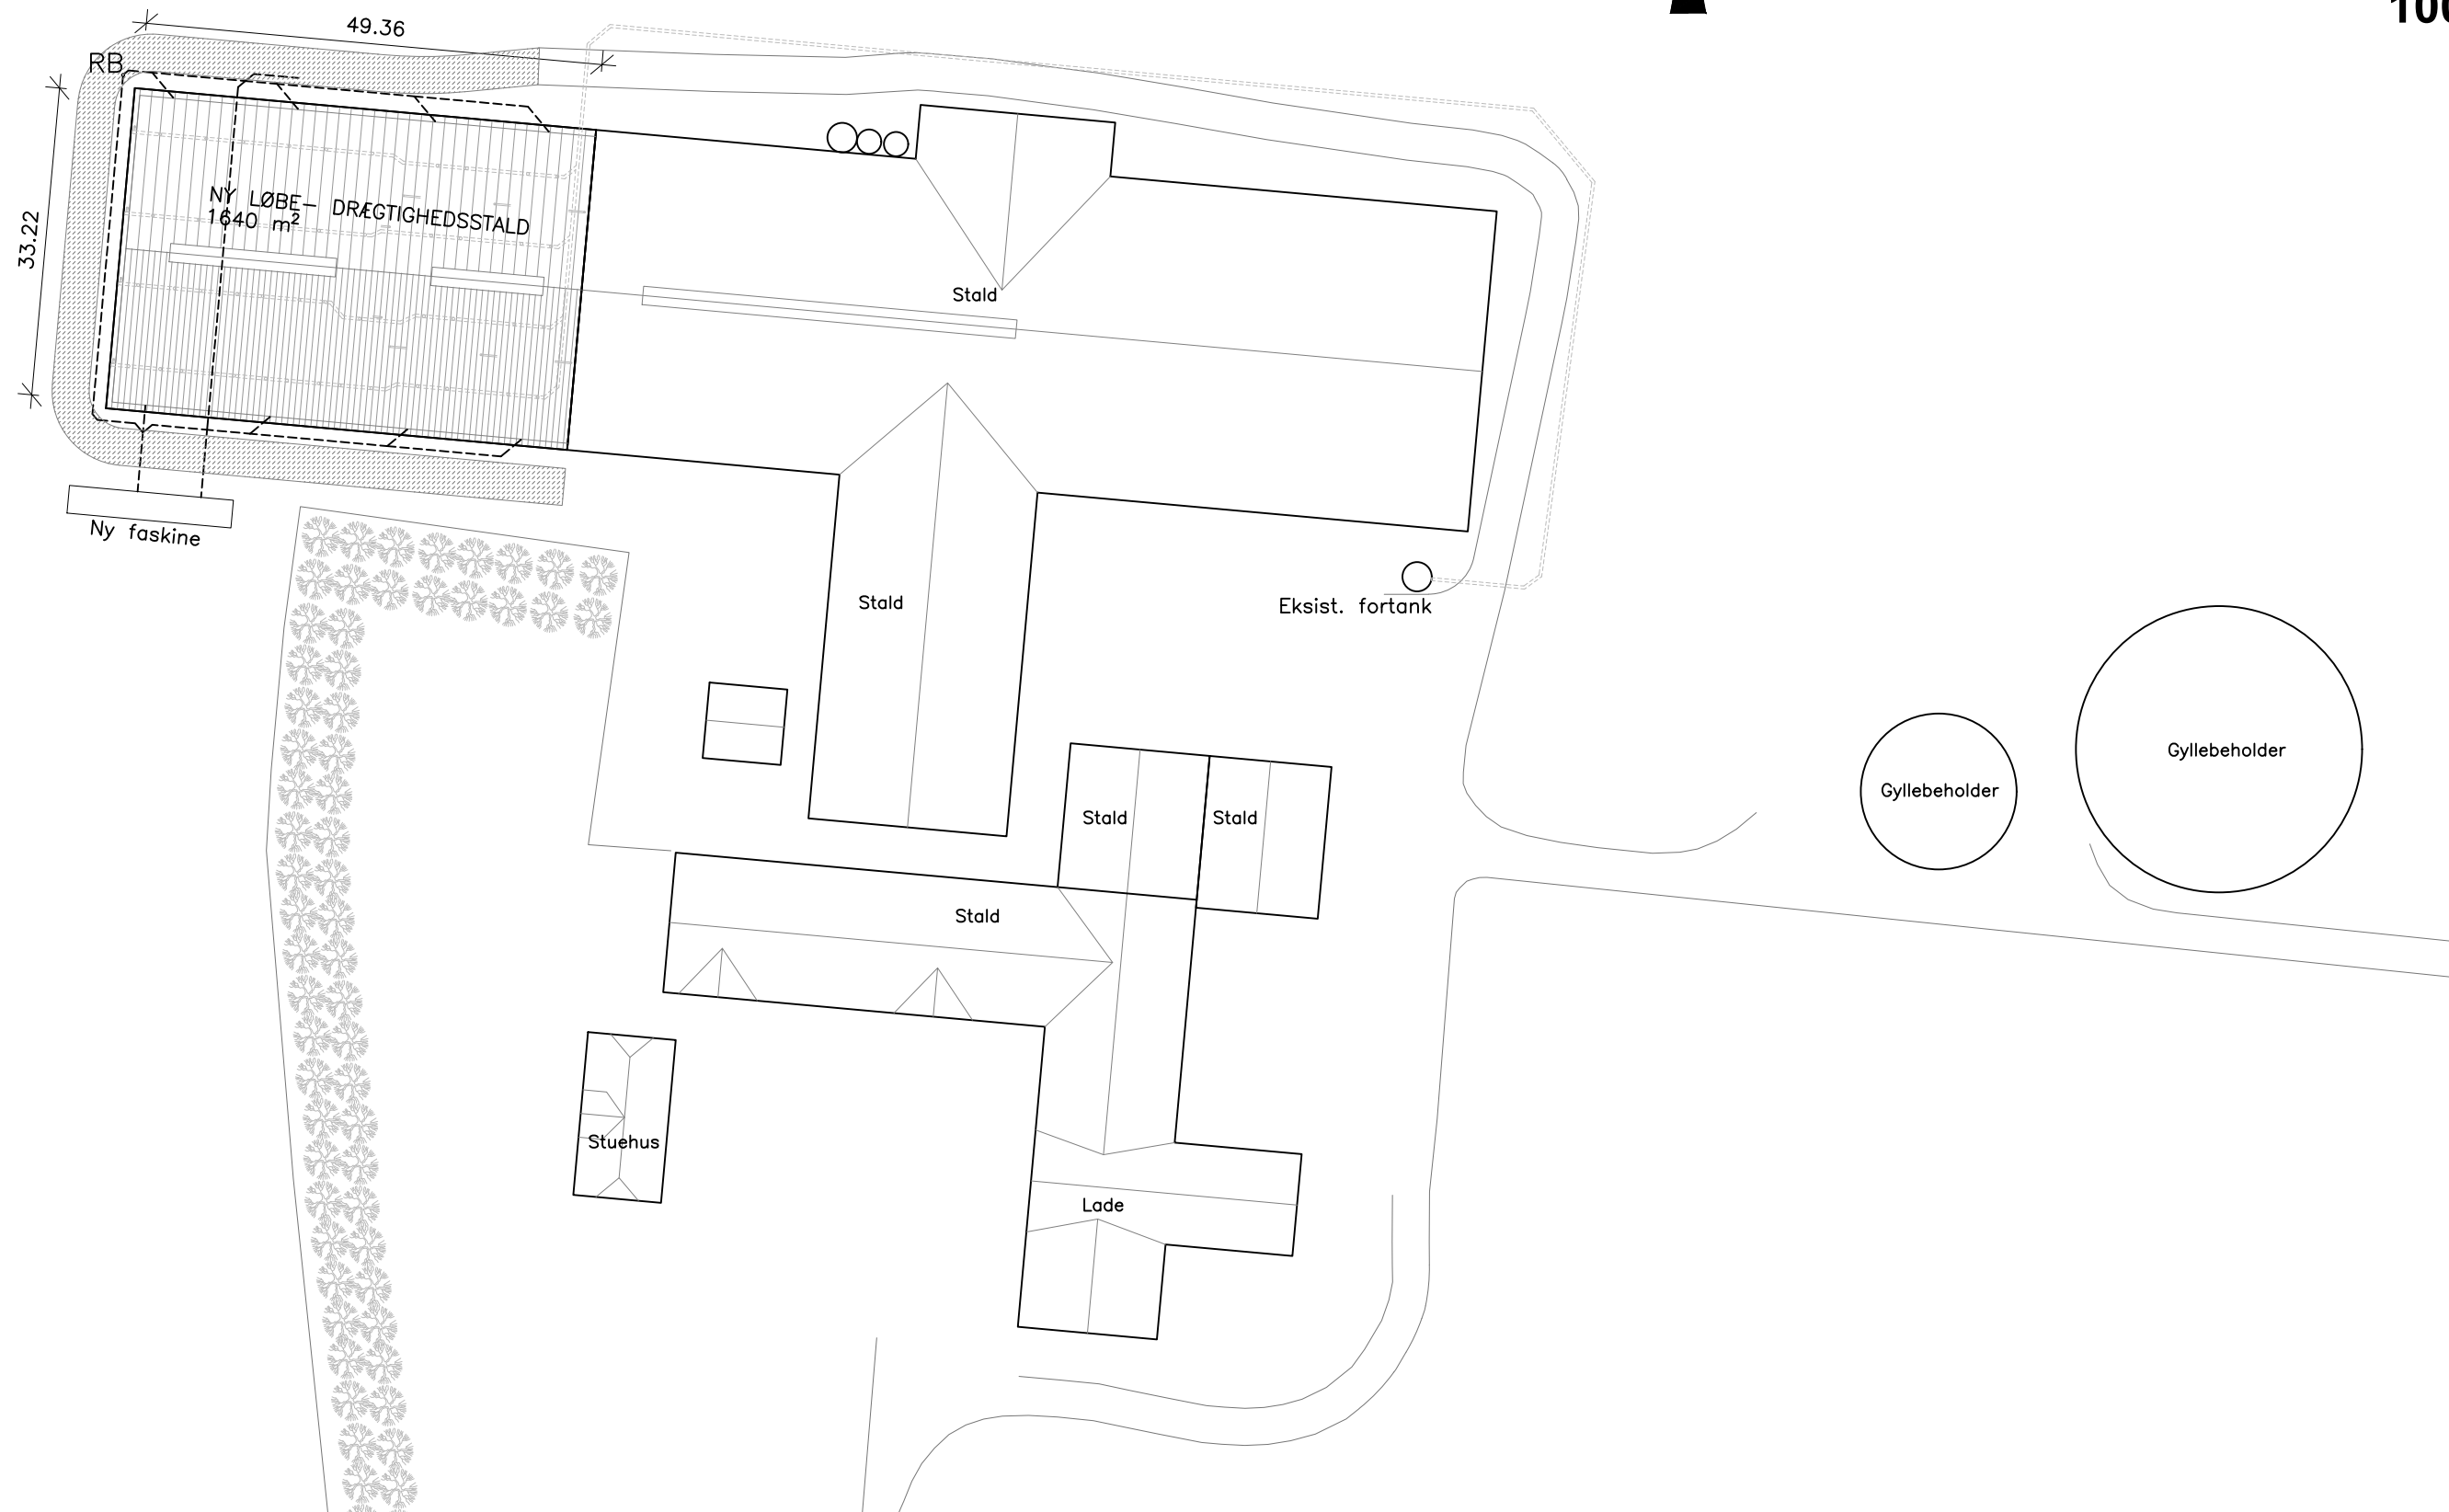 100
49.36
RB
33.22
NY LØBE- DRÆGTIGHEDSSTALD
1640 m²
Stald
Ny faskine
Stald
Eksist. fortank
Gyllebeholder
Gyllebeholder
Stald
Stald
Stald
Stuehus
Lade